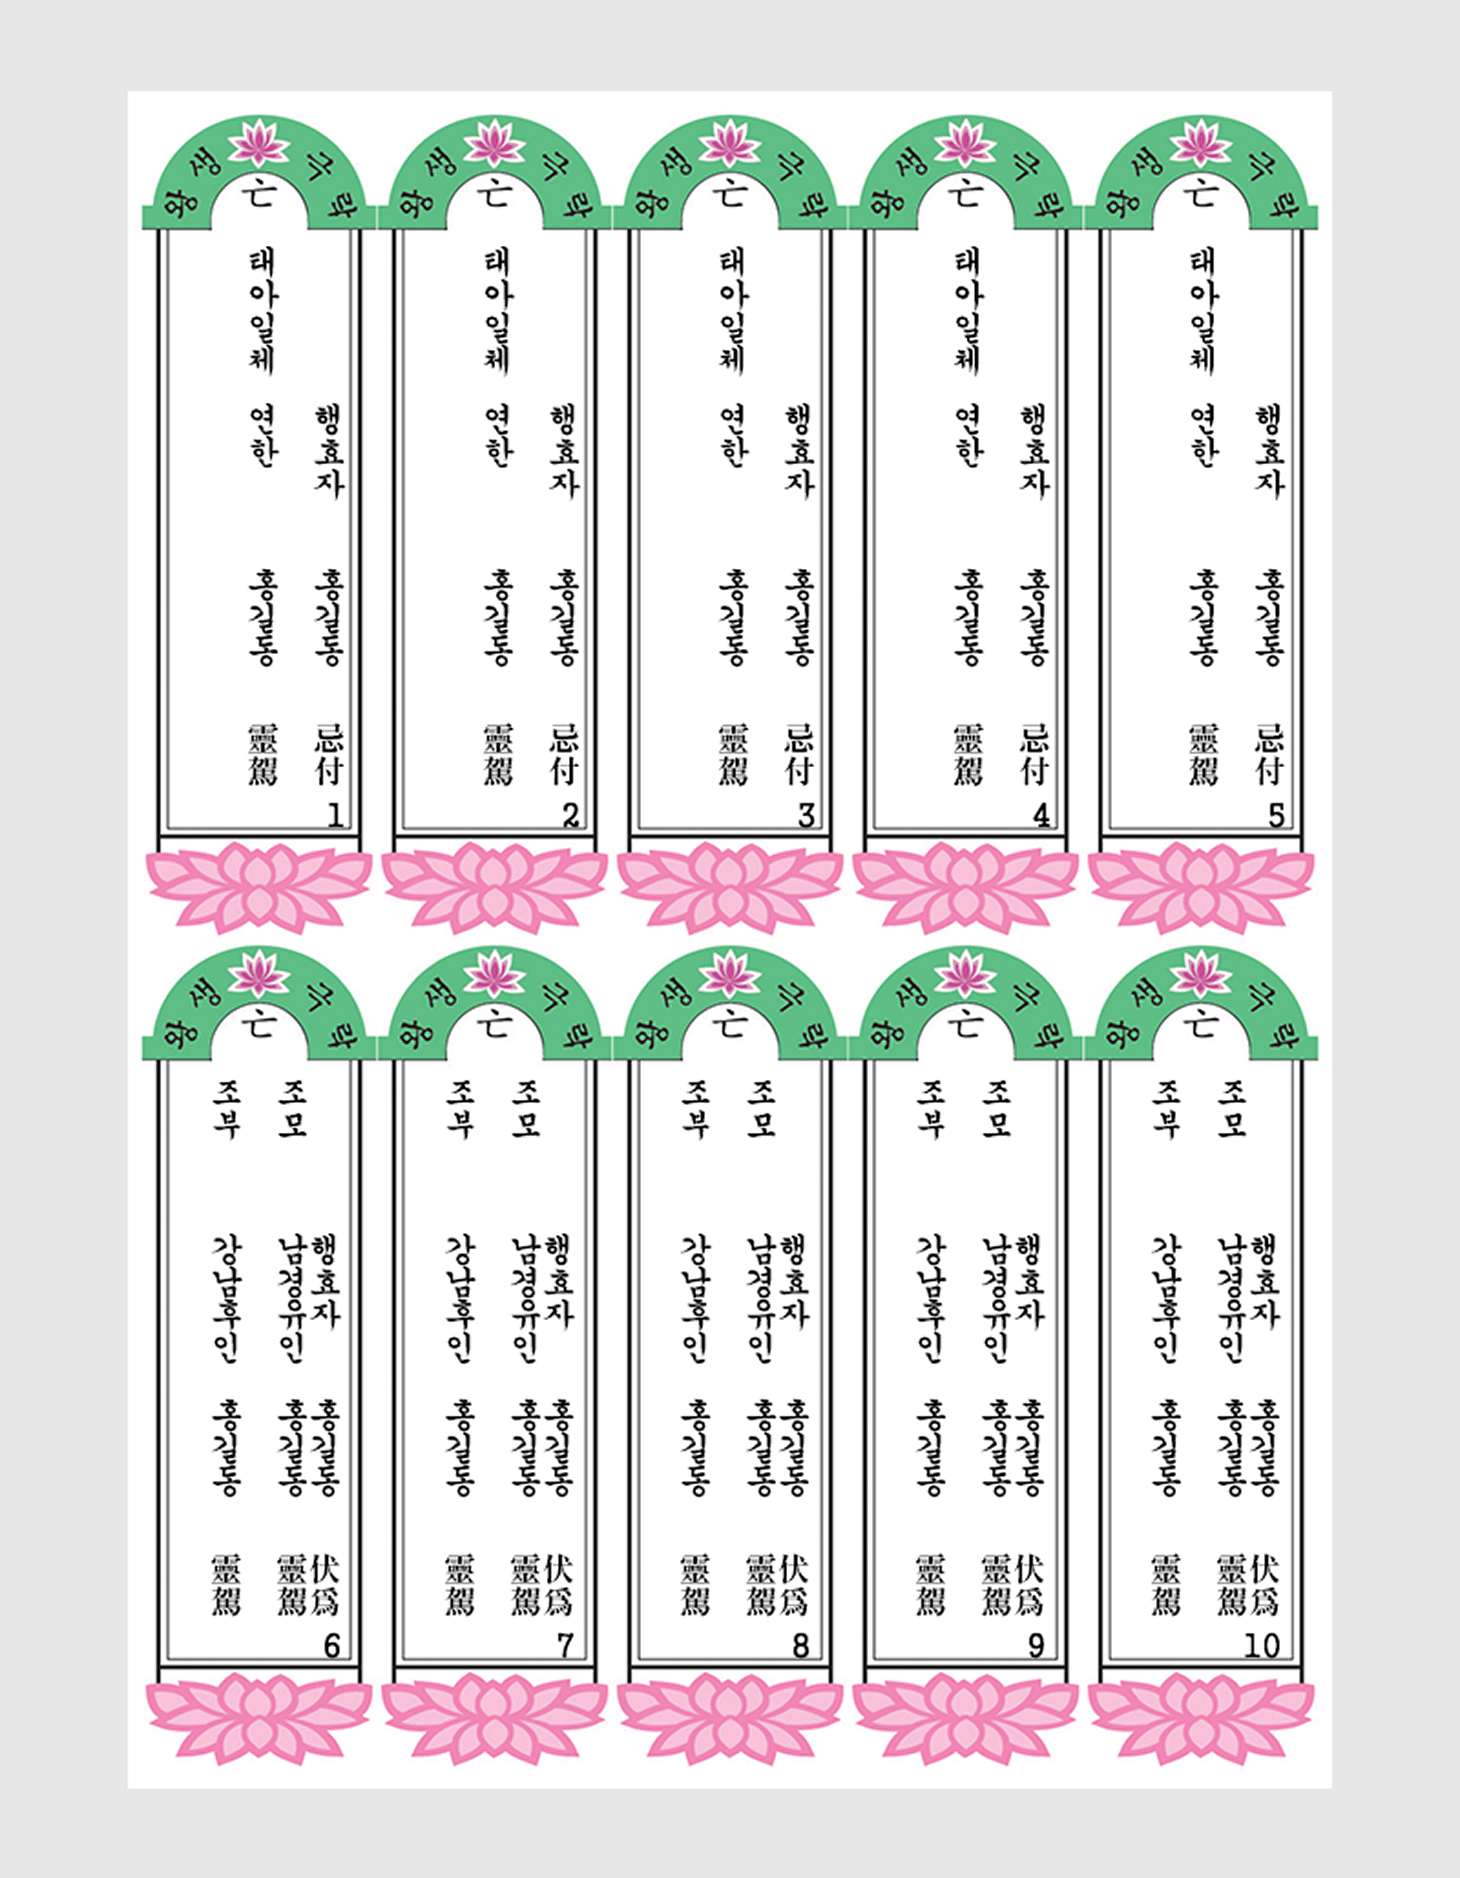 왕생극락
亡
태아일체 연한 홍길동 靈駕
행효자 홍길동 忌付
1
왕생극락
亡
태아일체 연한 홍길동 靈駕
행효자 홍길동 忌付
2
왕생극락
亡
태아일체 연한 홍길동 靈駕
행효자 홍길동 忌付
3
왕생극락
亡
태아일체 연한 홍길동 靈駕
행효자 홍길동 忌付
4
왕생극락
亡
태아일체 연한 홍길동 靈駕
행효자 홍길동 忌付
5
왕생극락
亡
조부 강남후인 홍길동 靈駕
조모 남경유인 홍길동 靈駕
행효자 홍길동 伏爲
6
왕생극락
亡
조부 강남후인 홍길동 靈駕
조모 남경유인 홍길동 靈駕
행효자 홍길동 伏爲
7
왕생극락
亡
조부 강남후인 홍길동 靈駕
조모 남경유인 홍길동 靈駕
행효자 홍길동 伏爲
8
왕생극락
亡
조부 강남후인 홍길동 靈駕
조모 남경유인 홍길동 靈駕
행효자 홍길동 伏爲
9
왕생극락
亡
조부 강남후인 홍길동 靈駕
조모 남경유인 홍길동 靈駕
행효자 홍길동 伏爲
10